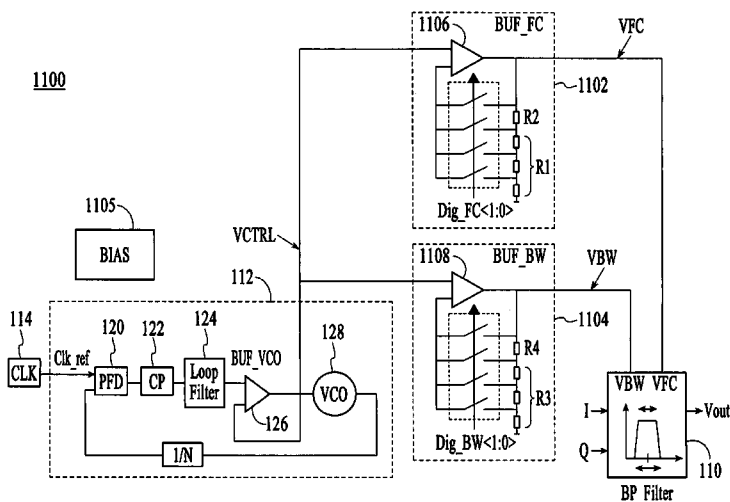 1100
1106
BUF_FC
VFC
1102
R2
R1
Dig_FC<1:0>
1105
BIAS
VCTRL
112
1108
BUF_BW
VBW
1104
R4
R3
Dig_BW<1:0>
114
CLK
Clk_ref
120
PFD
122
CP
124
Loop
Filter
BUF_VCO
126
128
VCO
1/N
VBW VFC
I
Q
Vout
110
BP Filter